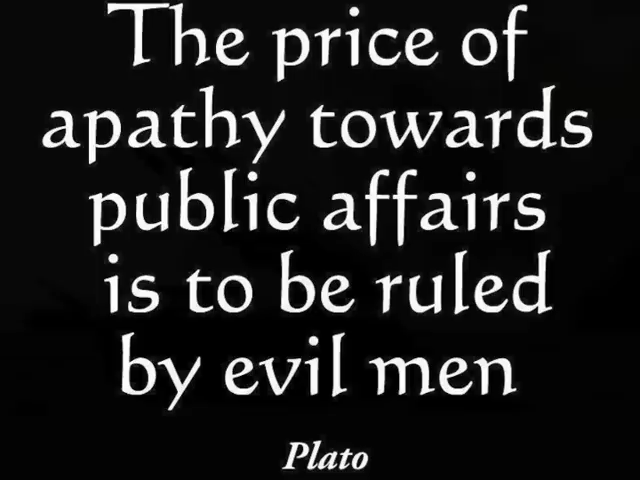 The price of
apathy towards
public affairs
is to be ruled
by evil men
Plato